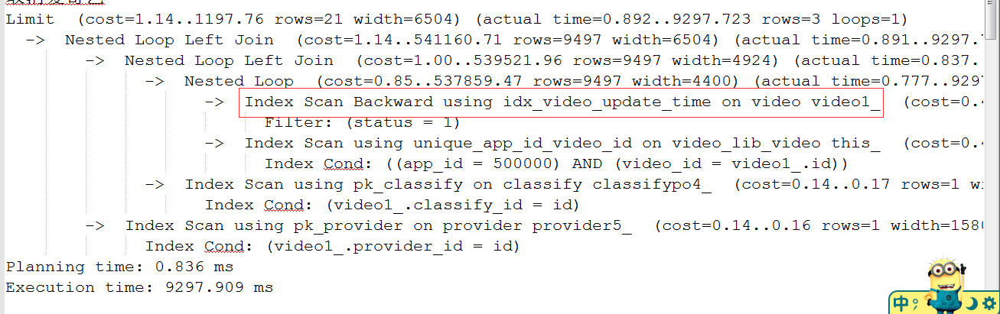 Limit  (cost=1.14..1197.76 rows=21 width=6504) (actual time=0.892..9297.723 rows=3 loops=1)
  ->  Nested Loop Left Join  (cost=1.14..541160.71 rows=9497 width=6504) (actual time=0.891..9297.
        ->  Nested Loop Left Join  (cost=1.00..539521.96 rows=9497 width=4924) (actual time=0.837.
              ->  Nested Loop  (cost=0.85..537859.47 rows=9497 width=4400) (actual time=0.777..929
                    ->  Index Scan Backward using idx_video_update_time on video video1_  (cost=0.
                          Filter: (status = 1)
                    ->  Index Scan using unique_app_id_video_id on video_lib_video this_  (cost=0.
                          Index Cond: ((app_id = 500000) AND (video_id = video1_.id))
              ->  Index Scan using pk_classify on classify classifypo4_  (cost=0.14..0.17 rows=1 w
                    Index Cond: (video1_.classify_id = id)
        ->  Index Scan using pk_provider on provider provider5_  (cost=0.14..0.16 rows=1 width=158
              Index Cond: (video1_.provider_id = id)
Planning time: 0.836 ms
Execution time: 9297.909 ms
中